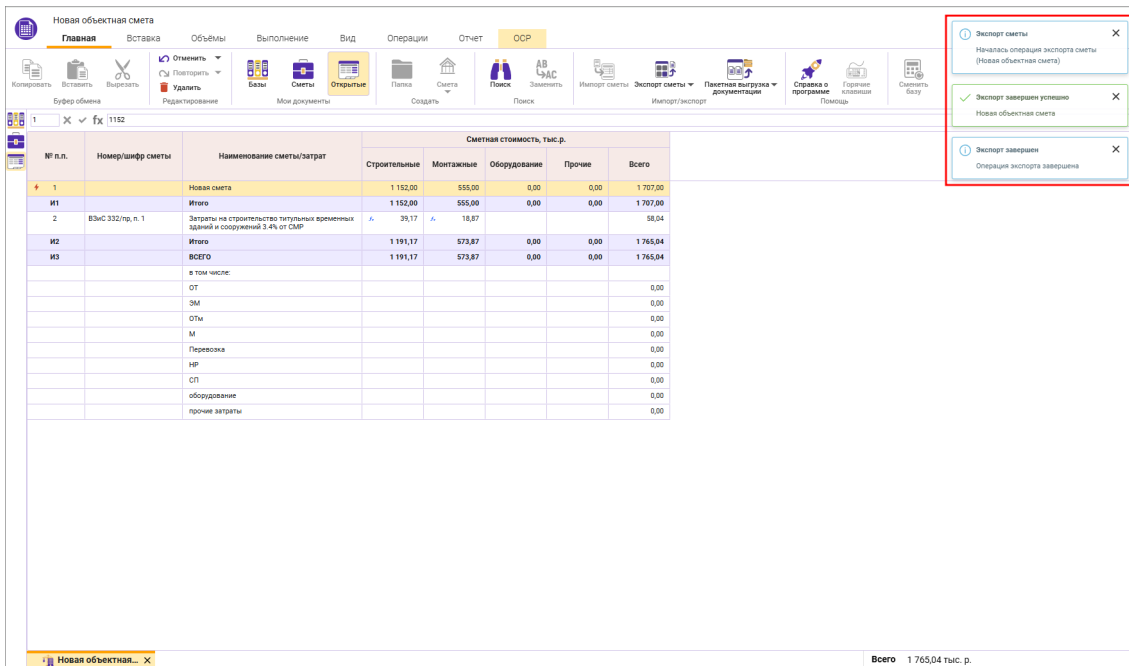 Новая объектная смета
Главная Вставка Объёмы Выполнение Вид Операции Отчет ОСР
Копировать Вставить Вырезать
Буфер обмена
Отменить
Повторить
Удалить
Редактирование
Базы Сметы Открытые
Мои документы
Папка Смета
Создать
Поиск AB AC Заменить
Поиск
Импорт сметы Экспорт сметы Пакетная выгрузка документации
Импорт/экспорт
Справка о программе Горячие клавиши
Помощь
Сменить базу
Экспорт сметы
Началась операция экспорта сметы
(Новая объектная смета)
Экспорт завершен успешно
Новая объектная смета
Экспорт завершен
Операция экспорта завершена
1 fx 1152
№ п.п. Номер/шифр сметы Наименование сметы/затрат Сметная стоимость, тыс.р.
Строительные Монтажные Оборудование Прочие Всего
1 Новая смета 1 152,00 555,00 0,00 0,00 1 707,00
И1 Итого 1 152,00 555,00 0,00 0,00 1 707,00
2 ВЗиС 332/пр, п. 1 Затраты на строительство титульных временных fx 39,17 fx 18,87 58,04
зданий и сооружений 3.4% от СМР
И2 Итого 1 191,17 573,87 0,00 0,00 1 765,04
И3 ВСЕГО 1 191,17 573,87 0,00 0,00 1 765,04
в том числе:
ОТ 0,00
ЭМ 0,00
ОТм 0,00
М 0,00
Перевозка 0,00
НР 0,00
СП 0,00
оборудование 0,00
прочие затраты 0,00
Новая объектная...
Всего 1 765,04 тыс. р.